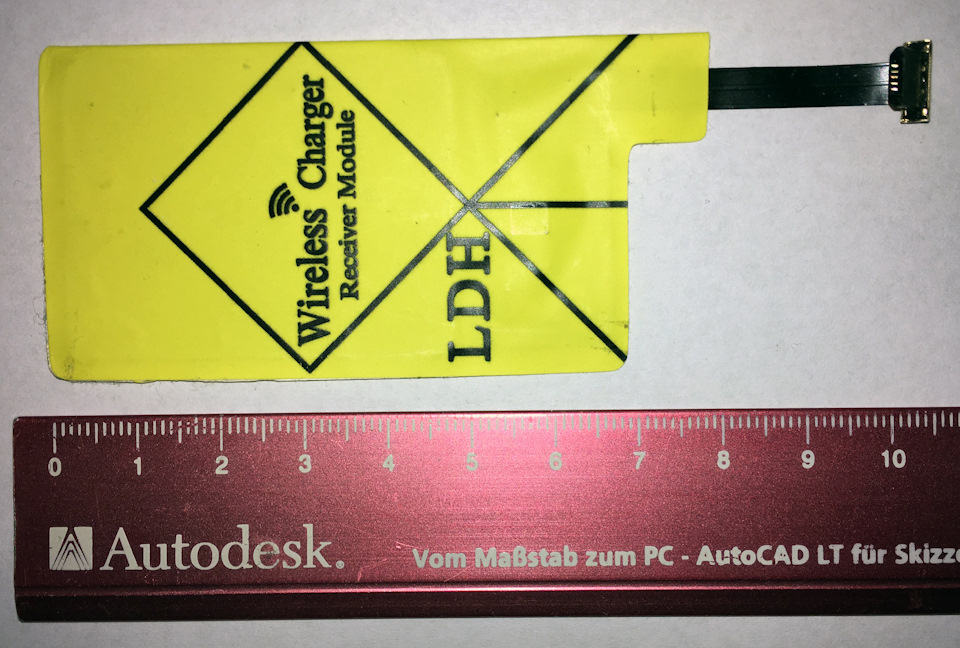 Wireless Charger
Receiver Module
LDH
0 1 2 3 4 5 6 7 8 9 10
Autodesk.
Vom Maßstab zum PC - AutoCAD LT für Skizze